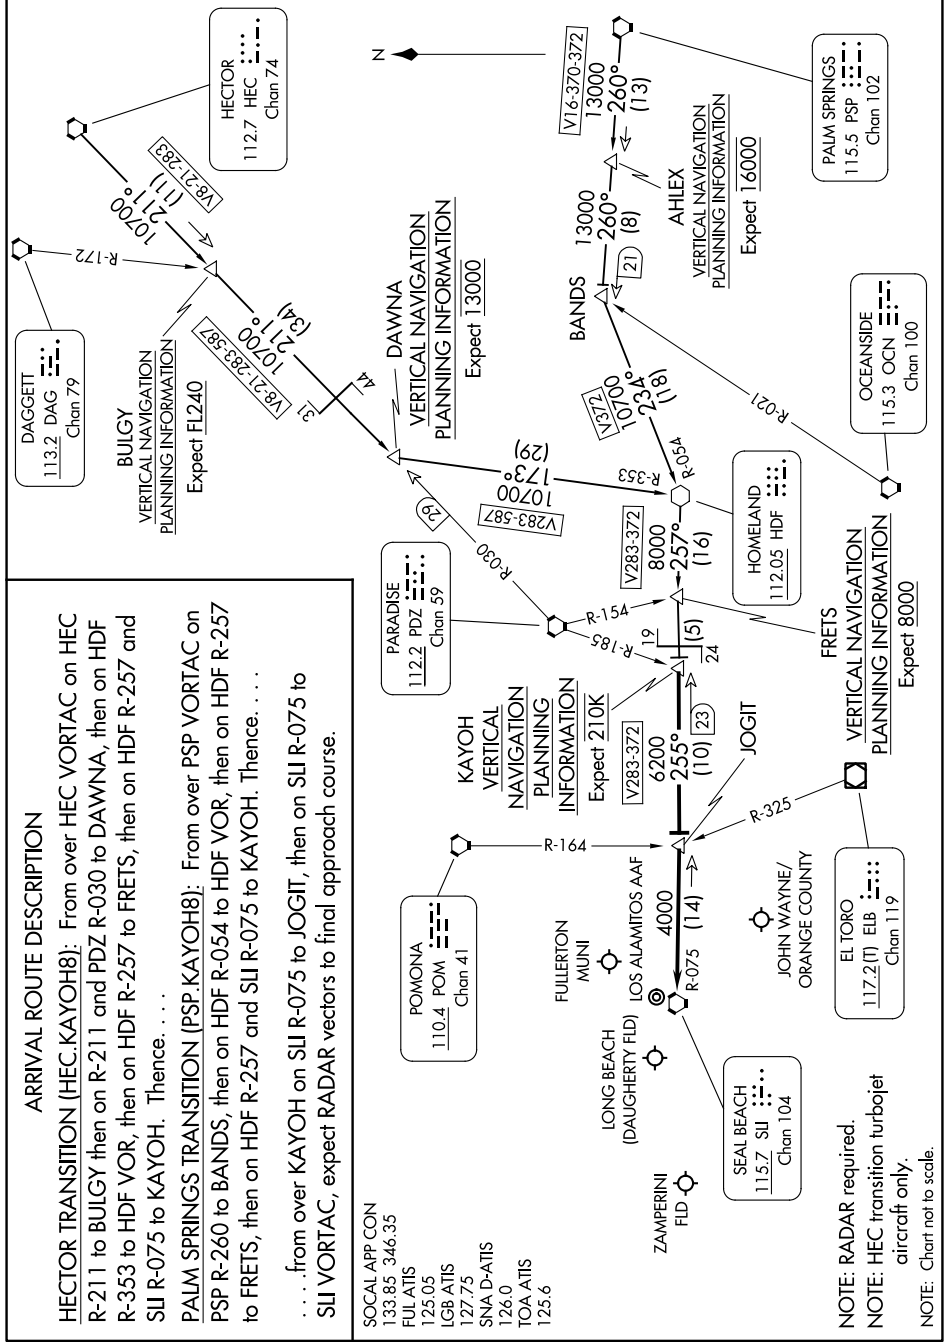 ARRIVAL ROUTE DESCRIPTION
HECTOR TRANSITION (HEC.KAYOH8): From over HEC VORTAC on HEC
R-211 to BULGY then on R-211 and PDZ R-030 to DAWNA, then on HDF
R-353 to HDF VOR, then on HDF R-257 to FRETS, then on HDF R-257 and
SLI R-075 to KAYOH. Thence. . . .
PALM SPRINGS TRANSITION (PSP.KAYOH8): From over PSP VORTAC on
PSP R-260 to BANDS, then on HDF R-054 to HDF VOR, then on HDF R-257
to FRETS, then on HDF R-257 and SLI R-075 to KAYOH. Thence. . . .
. . . .from over KAYOH on SLI R-075 to JOGIT, then on SLI R-075 to
SLI VORTAC, expect RADAR vectors to final approach course.
SOCAL APP CON
133.85 346.35
FUL ATIS
125.05
LGB ATIS
127.75
SNA D-ATIS
126.0
TOA ATIS
125.6
DAGGETT
113.2 DAG
Chan 79
HECTOR
112.7 HEC
Chan 74
R-172
V8-21-283
(11)
211°
10700
N
BULGY
VERTICAL NAVIGATION
PLANNING INFORMATION
Expect FL240
V8-21-283-587
(34)
211°
10700
31
44
DAWNA
VERTICAL NAVIGATION
PLANNING INFORMATION
Expect 13000
V16-370-372
13000
260°
(13)
PALM SPRINGS
115.5 PSP
Chan 102
AHLEX
VERTICAL NAVIGATION
PLANNING INFORMATION
Expect 16000
13000
260°
(8)
21
BANDS
V372
10700
234°
(18)
R-054
R-021
OCEANSIDE
115.3 OCN
Chan 100
(29)
173°
10700
V283-587
R-353
29
R-030
PARADISE
112.2 PDZ
Chan 59
R-154
R-185
HOMELAND
112.05 HDF
V283-372
8000
257°
(16)
FRETS
VERTICAL NAVIGATION
PLANNING INFORMATION
Expect 8000
19
24
(5)
KAYOH
VERTICAL
NAVIGATION
PLANNING
INFORMATION
Expect 210K
V283-372
6200
255°
(10)
23
JOGIT
POMONA
110.4 POM
Chan 41
R-164
R-325
EL TORO
117.2 (T) ELB
Chan 119
4000
(14)
R-075
FULLERTON
MUNI
LOS ALAMITOS AAF
JOHN WAYNE/
ORANGE COUNTY
LONG BEACH
(DAUGHERTY FLD)
SEAL BEACH
115.7 SLI
Chan 104
ZAMPERINI
FLD
NOTE: RADAR required.
NOTE: HEC transition turbojet
aircraft only.
NOTE: Chart not to scale.